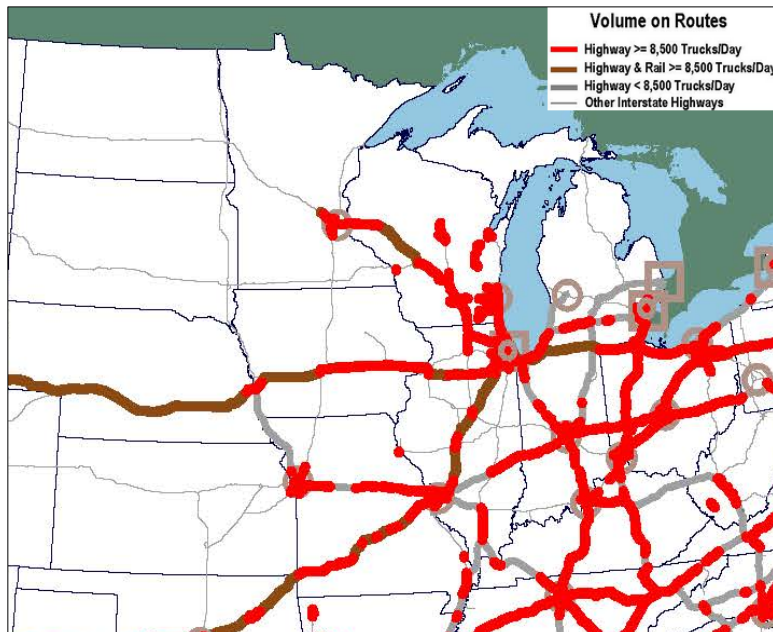 Volume on Routes
Highway >= 8,500 Trucks/Day
Highway & Rail >= 8,500 Trucks/Day
Highway < 8,500 Trucks/Day
Other Interstate Highways